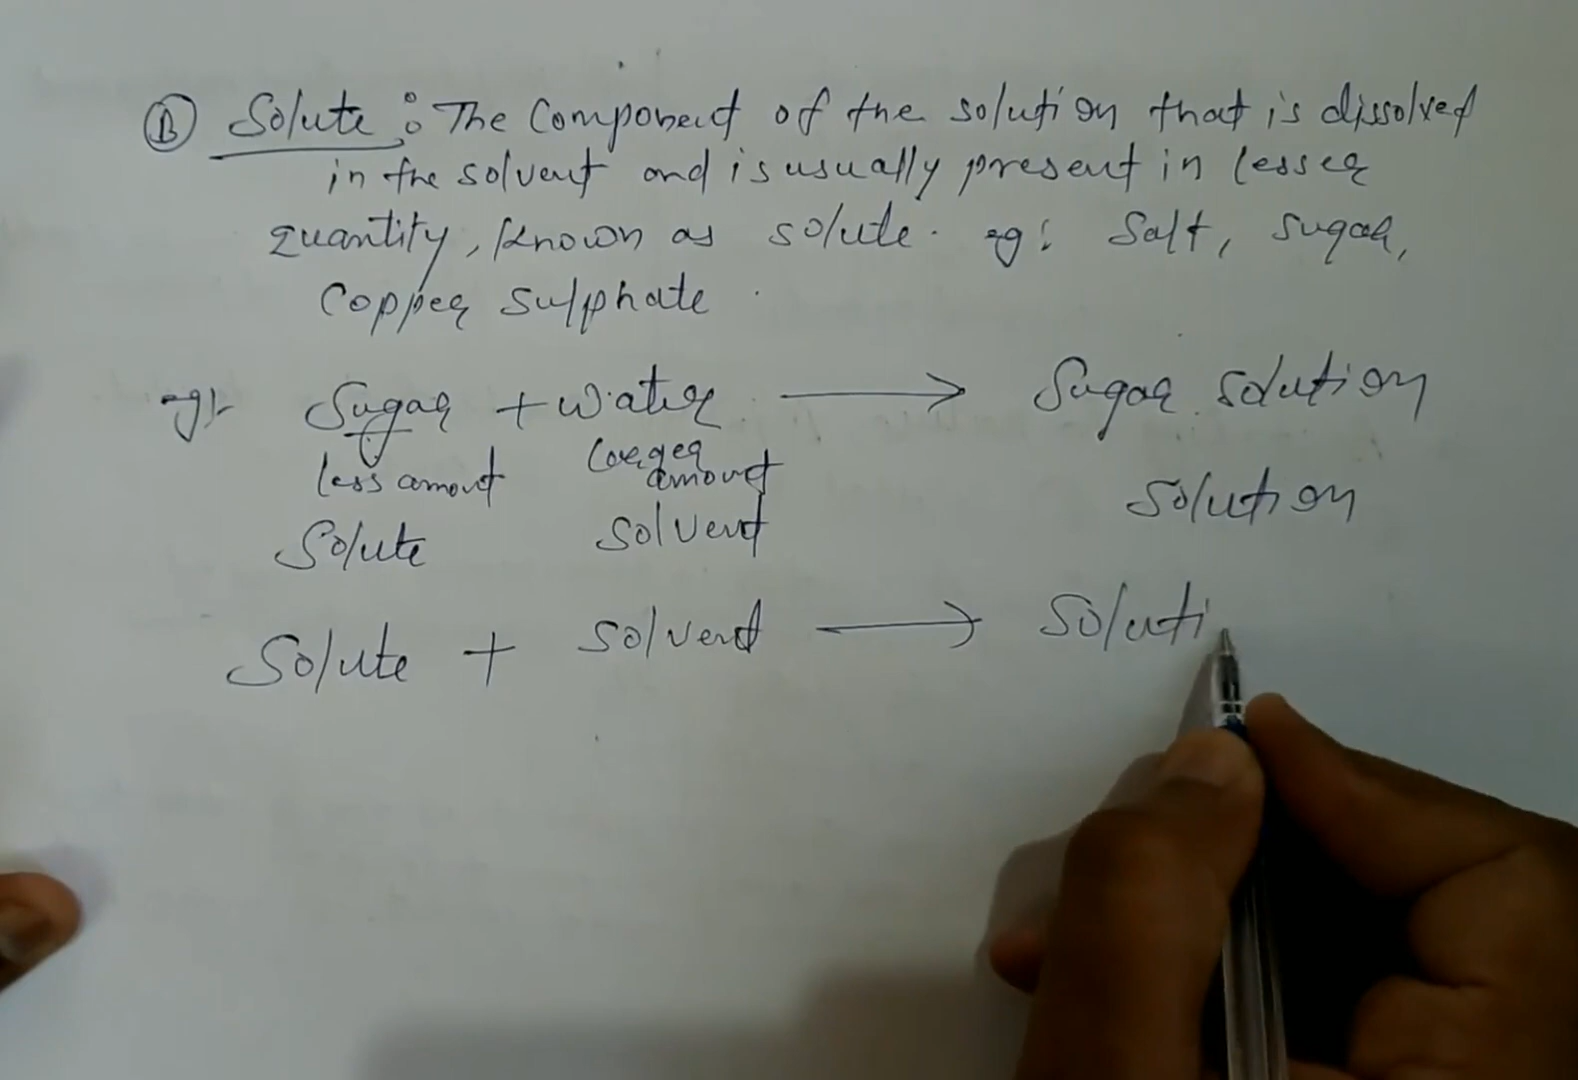 B Solute : The component of the solution that is dissolved
in the solvent and is usually present in lesser
quantity, known as solute. eg: Salt, sugar,
Copper sulphate.
eg:- Sugar + water → Sugar solution
less amount larger amount
Solute solvent solution
Solute + solvent → Soluti